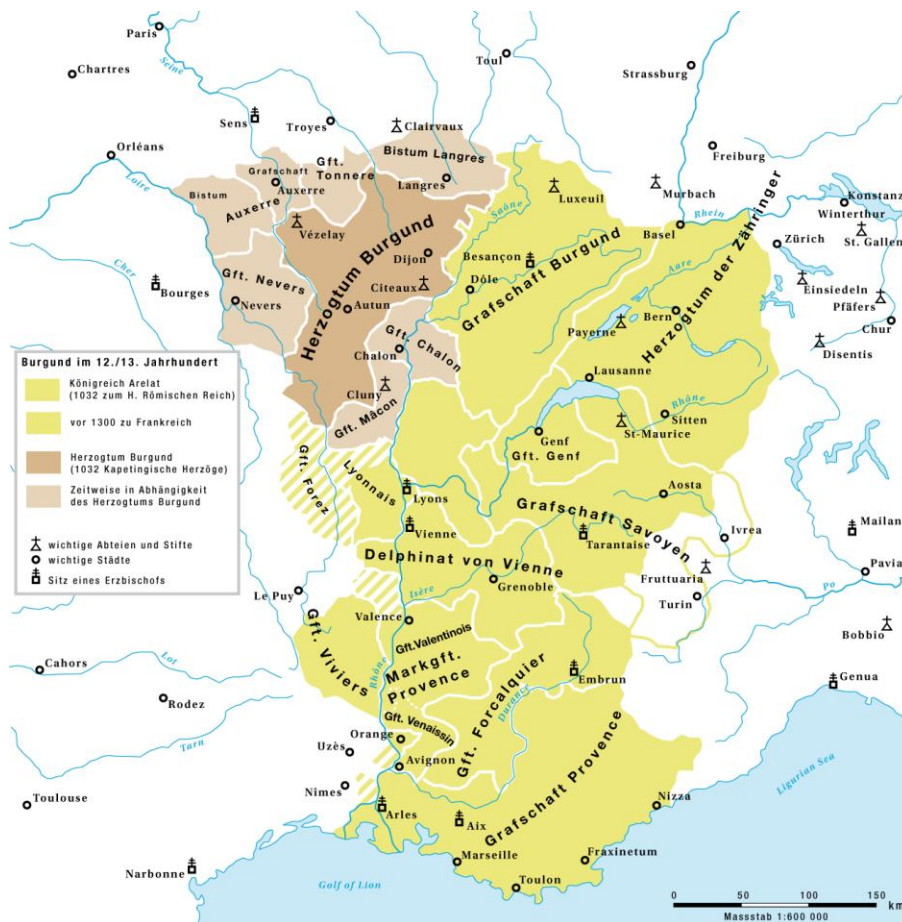 Paris
Chartres
Seine
Toul
Strassburg
Sens
Troyes
Clairvaux
Orléans
Loire
Freiburg
Bistum Langres
Gft.
Tonnere
Grafschaft
Auxerre
Langres
Bistum
Auxerre
Luxeuil
Murbach
Konstanz
Winterthur
Rhein
Basel
St. Gallen
Zürich
Vézelay
Saône
Herzogtum Burgund
Dijon
Besançon
Dôle
Grafschaft Burgund
Aare
Herzogtum der Zähringer
Cher
Bourges
Gft. Nevers
Nevers
Citeaux
Autun
Einsiedeln
Pfäfers
Chur
Disentis
Bern
Payerne
Gft. Chalon
Chalon
Lausanne
Cluny
Gft. Mâcon
Rhône
Sitten
St-Maurice
Genf
Gft. Genf
Burgund im 12./13. Jahrhundert
Königreich Arelat
(1032 zum H. Römischen Reich)
vor 1300 zu Frankreich
Herzogtum Burgund
(1032 Kapetingische Herzöge)
Zeitweise in Abhängigkeit
des Herzogtums Burgund
wichtige Abteien und Stifte
wichtige Städte
Sitz eines Erzbischofs
Gft. Forez
Lyonnais
Lyons
Aosta
Grafschaft Savoyen
Vienne
Tarantaise
Ivrea
Mailand
Delphinat von Vienne
Grenoble
Isère
Fruttuaria
Turin
Po
Pavia
Le Puy
Valence
Gft.Valentinois
Gft. Viviers
Rhône
Markgft.
Provence
Bobbio
Cahors
Lot
Embrun
Genua
Rodez
Gft. Forcalquier
Durance
Gft. Venaissin
Orange
Uzès
Avignon
Tarn
Grafschaft Provence
Ligurian Sea
Nîmes
Toulouse
Arles
Aix
Nizza
Marseille
Fraxinetum
Narbonne
Golf of Lion
Toulon
0 50 100 150 km
Massstab 1:600 000